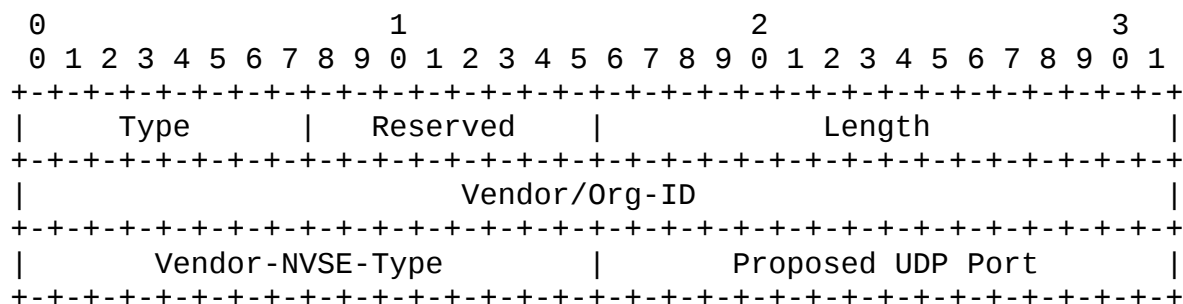 0                   1                   2                   3
 0 1 2 3 4 5 6 7 8 9 0 1 2 3 4 5 6 7 8 9 0 1 2 3 4 5 6 7 8 9 0 1
+-+-+-+-+-+-+-+-+-+-+-+-+-+-+-+-+-+-+-+-+-+-+-+-+-+-+-+-+-+-+-+-+
|     Type      |   Reserved    |            Length             |
+-+-+-+-+-+-+-+-+-+-+-+-+-+-+-+-+-+-+-+-+-+-+-+-+-+-+-+-+-+-+-+-+
|                        Vendor/Org-ID                          |
+-+-+-+-+-+-+-+-+-+-+-+-+-+-+-+-+-+-+-+-+-+-+-+-+-+-+-+-+-+-+-+-+
|       Vendor-NVSE-Type        |       Proposed UDP Port       |
+-+-+-+-+-+-+-+-+-+-+-+-+-+-+-+-+-+-+-+-+-+-+-+-+-+-+-+-+-+-+-+-+